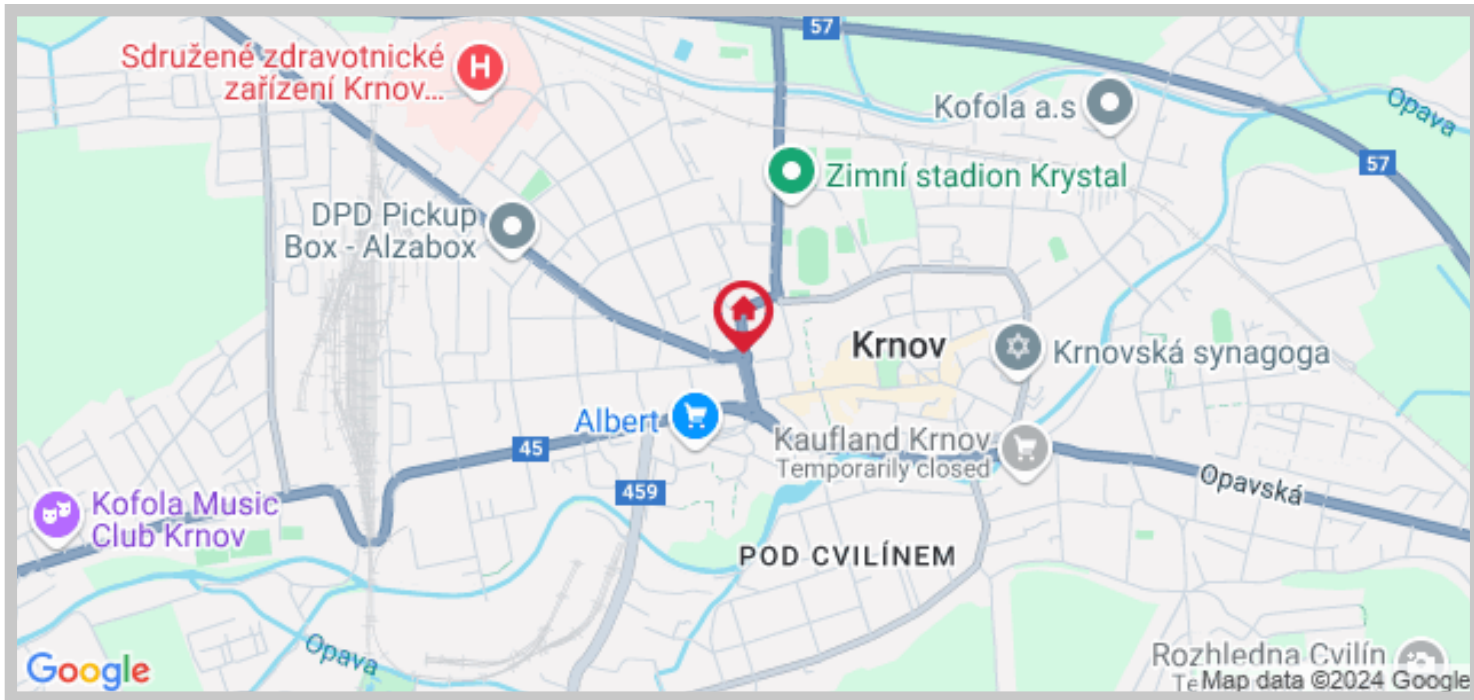 57
Sdružené zdravotnické
zařízení Krnov...
Kofola a.s
Opava
57
Zimní stadion Krystal
DPD Pickup
Box - Alzabox
Krnov
Krnovská synagoga
Albert
Kaufland Krnov
Temporarily closed
45
459
Opavská
Kofola Music
Club Krnov
POD CVILÍNEM
Opava
Rozhledna Cvilín
Google
Te
Map data ©2024 Google